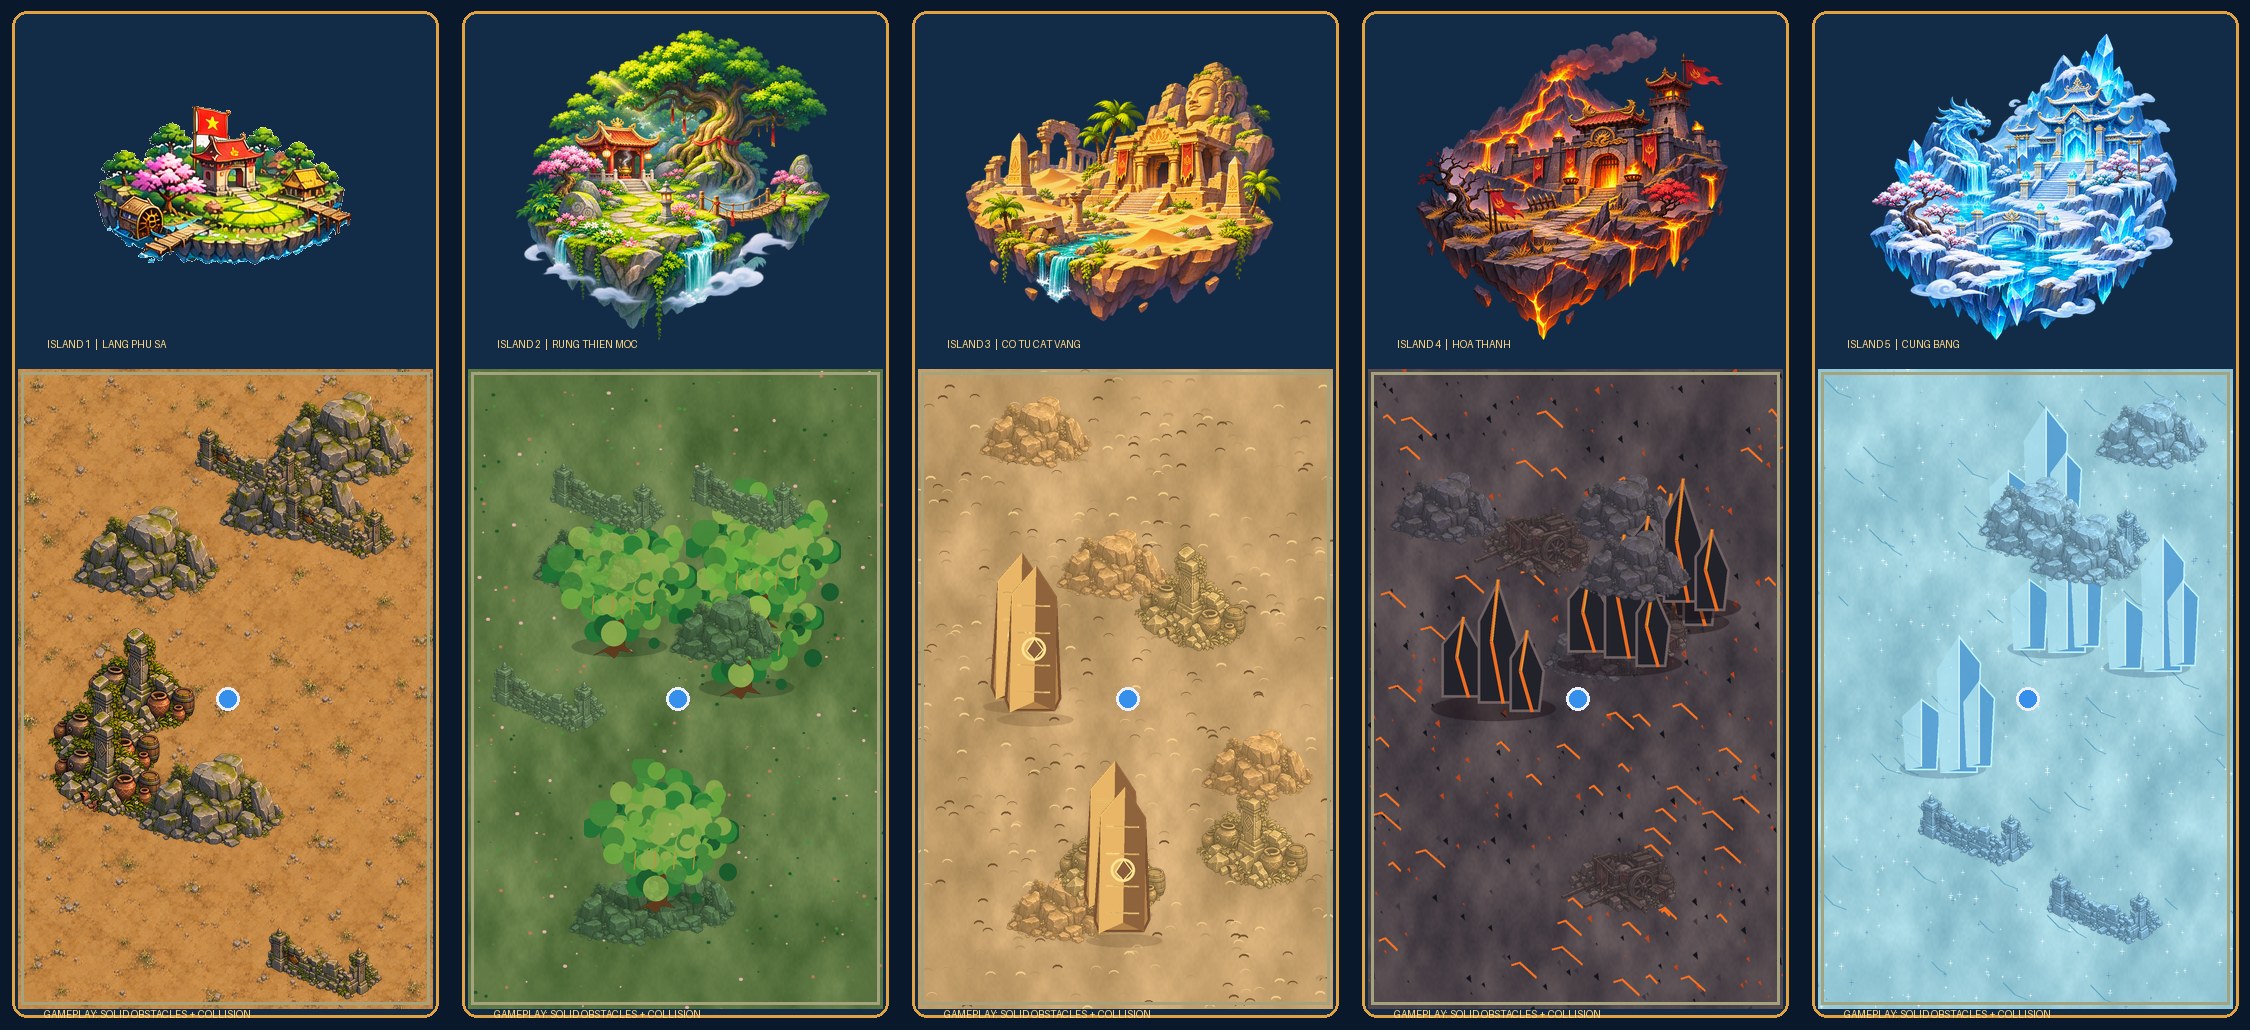 ISLAND 1 | LANG PHU SA
ISLAND 2 | RUNG THIEN MOC
ISLAND 3 | CO TU CAT VANG
ISLAND 4 | HOA THANH
ISLAND 5 | CUNG BANG
GAMEPLAY: SOLID OBSTACLES + COLLISION
GAMEPLAY: SOLID OBSTACLES + COLLISION
GAMEPLAY: SOLID OBSTACLES + COLLISION
GAMEPLAY: SOLID OBSTACLES + COLLISION
GAMEPLAY: SOLID OBSTACLES + COLLISION